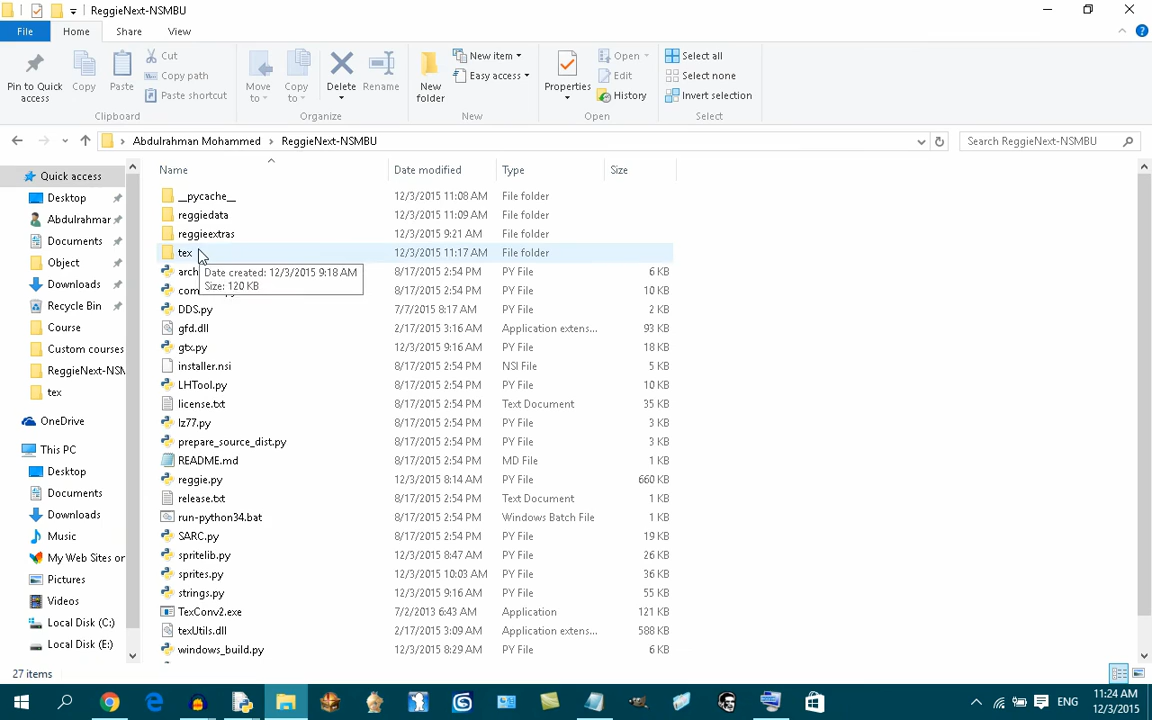 ReggieNext-NSMBU
File Home Share View
Pin to Quick access
Copy
Paste
Cut
Copy path
Paste shortcut
Move to
Copy to
Delete
Rename
New folder
New item
Easy access
Properties
Open
Edit
History
Select all
Select none
Invert selection
Clipboard Organize New Open Select
Abdulrahman Mohammed > ReggieNext-NSMBU Search ReggieNext-NSMBU
Name Date modified Type Size
Quick access
Desktop
Abdulrahmar
Documents
Object
Downloads
Recycle Bin
Course
Custom courses
ReggieNext-NSM
tex
OneDrive
This PC
Desktop
Documents
Downloads
Music
My Web Sites on
Pictures
Videos
Local Disk (C:)
Local Disk (E:)
__pycache__ 12/3/2015 11:08 AM File folder
reggiedata 12/3/2015 11:09 AM File folder
reggieextras 12/3/2015 9:21 AM File folder
tex 12/3/2015 11:17 AM File folder
arch 8/17/2015 2:54 PM PY File 6 KB
Date created: 12/3/2015 9:18 AM
Size: 120 KB
com 8/17/2015 2:54 PM PY File 10 KB
DDS.py 7/7/2015 8:17 AM PY File 2 KB
gfd.dll 2/17/2015 3:16 AM Application extens... 93 KB
gtx.py 12/3/2015 9:16 AM PY File 18 KB
installer.nsi 8/17/2015 2:54 PM NSI File 5 KB
LHTool.py 8/17/2015 2:54 PM PY File 10 KB
license.txt 8/17/2015 2:54 PM Text Document 35 KB
lz77.py 8/17/2015 2:54 PM PY File 3 KB
prepare_source_dist.py 8/17/2015 2:54 PM PY File 3 KB
README.md 8/17/2015 2:54 PM MD File 1 KB
reggie.py 12/3/2015 8:14 AM PY File 660 KB
release.txt 8/17/2015 2:54 PM Text Document 1 KB
run-python34.bat 8/17/2015 2:54 PM Windows Batch File 1 KB
SARC.py 8/17/2015 2:54 PM PY File 19 KB
spritelib.py 12/3/2015 8:47 AM PY File 26 KB
sprites.py 12/3/2015 10:03 AM PY File 36 KB
strings.py 12/3/2015 9:16 AM PY File 55 KB
TexConv2.exe 7/2/2013 6:43 AM Application 121 KB
texUtils.dll 2/17/2015 3:09 AM Application extens... 588 KB
windows_build.py 12/3/2015 8:29 AM PY File 6 KB
27 items
ENG
11:24 AM
12/3/2015